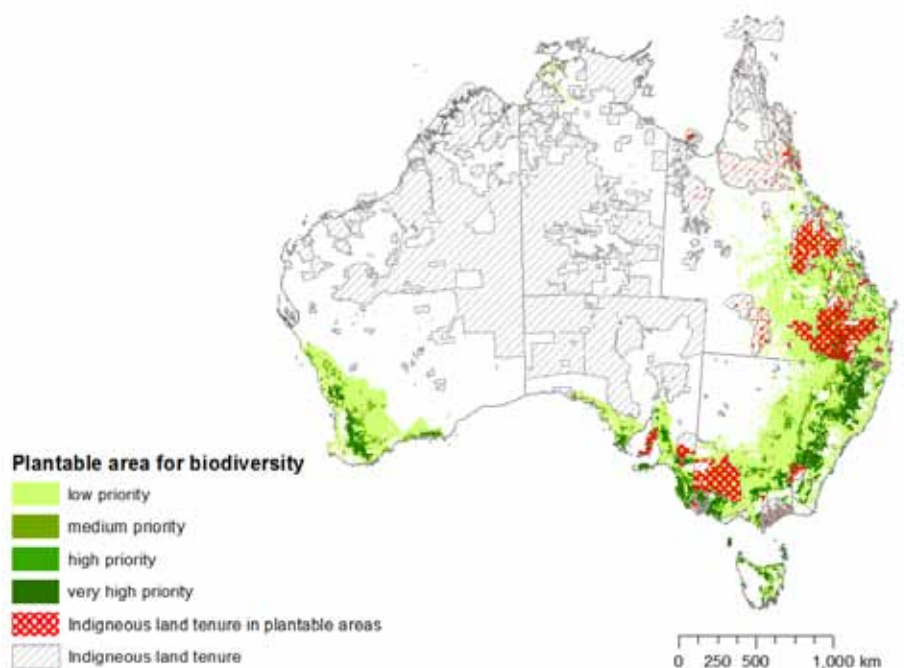 Plantable area for biodiversity
low priority
medium priority
high priority
very high priority
Indigneous land tenure in plantable areas
Indigneous land tenure
0 250 500 1,000 km